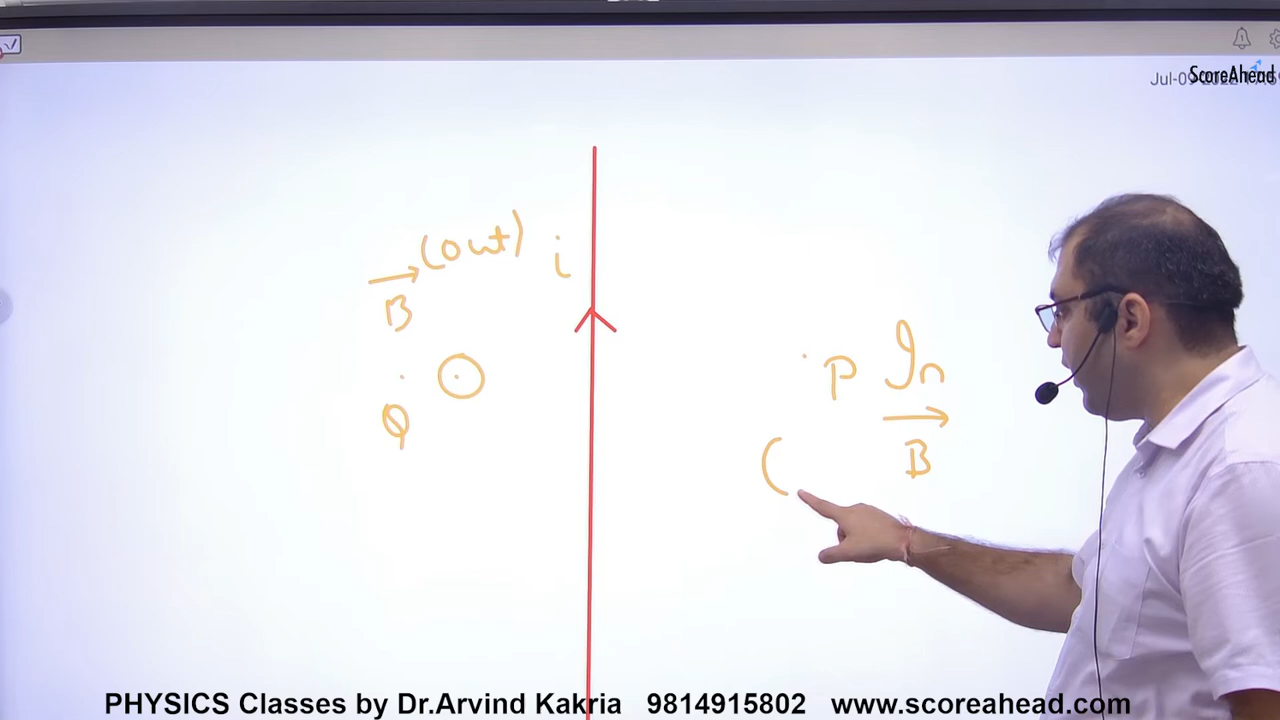 ScoreAhead
(out) i
B
P In
B
Q
(
PHYSICS Classes by Dr.Arvind Kakria 9814915802 www.scoreahead.com